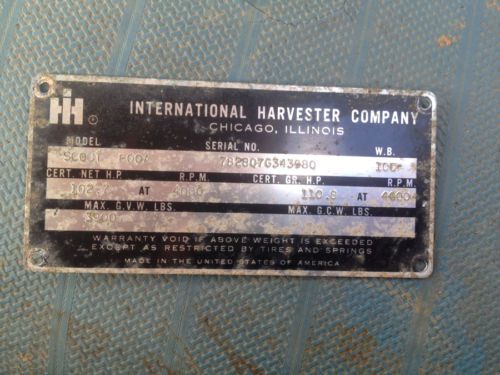 IH ®
INTERNATIONAL HARVESTER COMPANY
CHICAGO, ILLINOIS
MODEL SERIAL NO. W.B.
SCOUT 100
CERT. NET H.P. R.P.M. CERT. GR. H.P. R.P.M.
AT 110.8 AT 4400
MAX. G.V.W. LBS. MAX. G.C.W. LBS.
3900
WARRANTY VOID IF ABOVE WEIGHT IS EXCEEDED
EXCEPT AS RESTRICTED BY TIRES AND SPRINGS
MADE IN THE UNITED STATES OF AMERICA